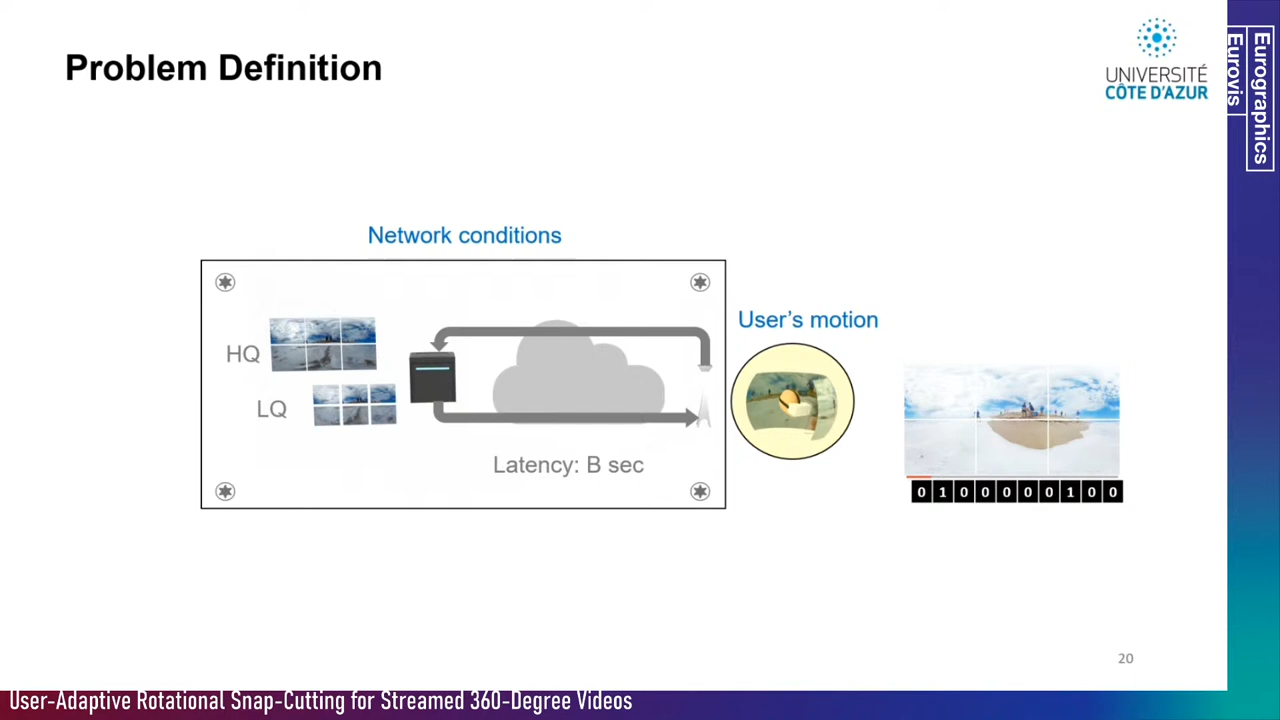 Problem Definition
UNIVERSITÉ
CÔTE D'AZUR
Eurographics
Eurovis
Network conditions
User's motion
HQ
LQ
Latency: B sec
0 1 0 0 0 0 0 1 0 0
20
User-Adaptive Rotational Snap-Cutting for Streamed 360-Degree Videos